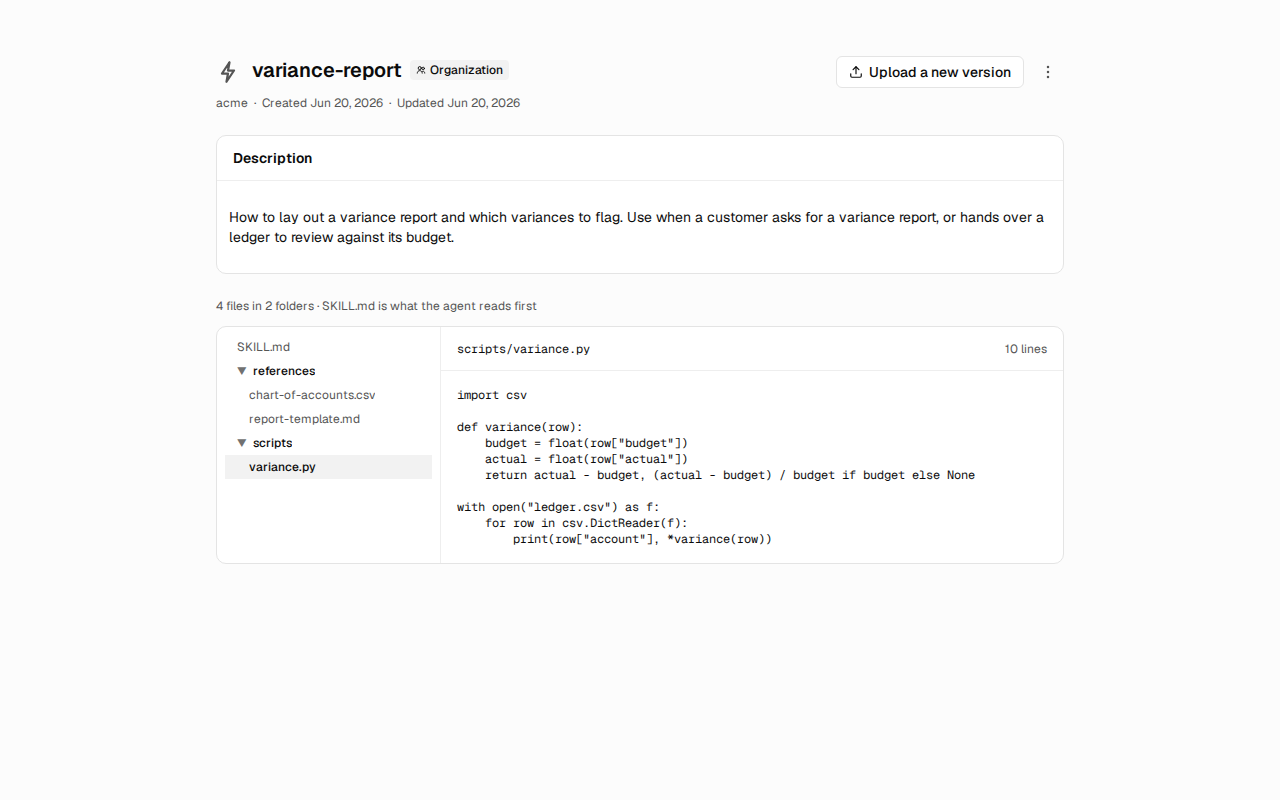 variance-report Organization
Upload a new version
acme · Created Jun 20, 2026 · Updated Jun 20, 2026
Description
How to lay out a variance report and which variances to flag. Use when a customer asks for a variance report, or hands over a
ledger to review against its budget.
4 files in 2 folders · SKILL.md is what the agent reads first
SKILL.md
▼ references
chart-of-accounts.csv
report-template.md
▼ scripts
variance.py
scripts/variance.py
10 lines
import csv

def variance(row):
    budget = float(row["budget"])
    actual = float(row["actual"])
    return actual - budget, (actual - budget) / budget if budget else None

with open("ledger.csv") as f:
    for row in csv.DictReader(f):
        print(row["account"], *variance(row))